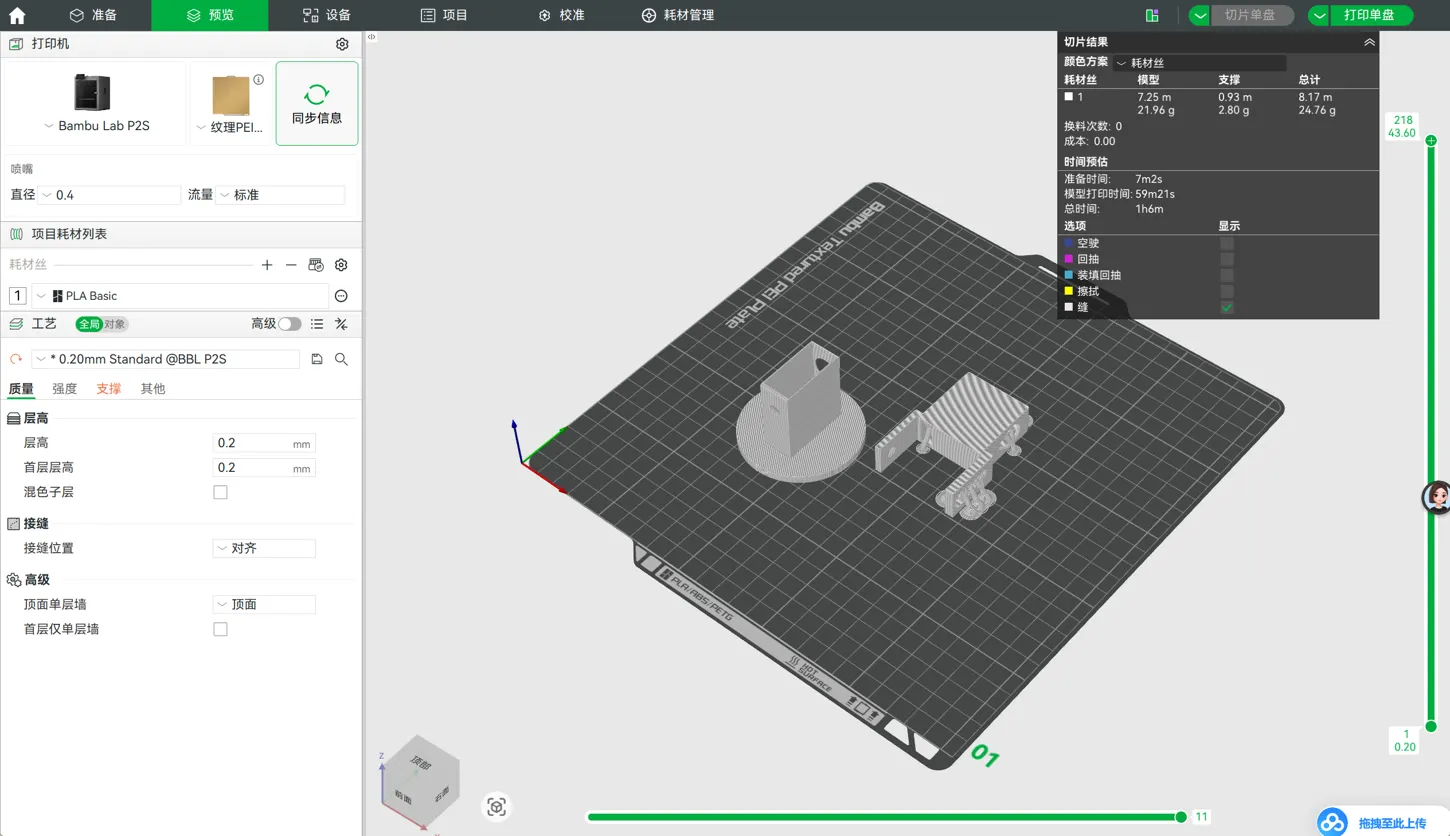 准备
预览
设备
项目
校准
耗材管理
切片单盘
打印单盘
打印机
Bambu Lab P2S
纹理PEI...
同步信息
喷嘴
直径 0.4 流量 标准
项目耗材列表
耗材丝
1 PLA Basic
工艺 全局 对象 高级
* 0.20mm Standard @BBL P2S
质量 强度 支撑 其他
层高
层高 0.2 mm
首层层高 0.2 mm
混色子层
接缝
接缝位置 对齐
高级
顶面单层墙 顶面
首层仅单层墙
切片结果
颜色方案 耗材丝
耗材丝 模型 支撑 总计
1 7.25 m 0.93 m 8.17 m
21.96 g 2.80 g 24.76 g
换料次数: 0
成本: 0.00
时间预估
准备时间: 7m2s
模型打印时间: 59m21s
总时间: 1h6m
选项 显示
空驶
回抽
装填回抽
擦拭
缝
218
43.60
1
0.20
Bambu Textured PEI Plate
PLA/ABS/PETG
HOT
SURFACE
01
顶部
前面
右面
Z
11
拖拽至此上传